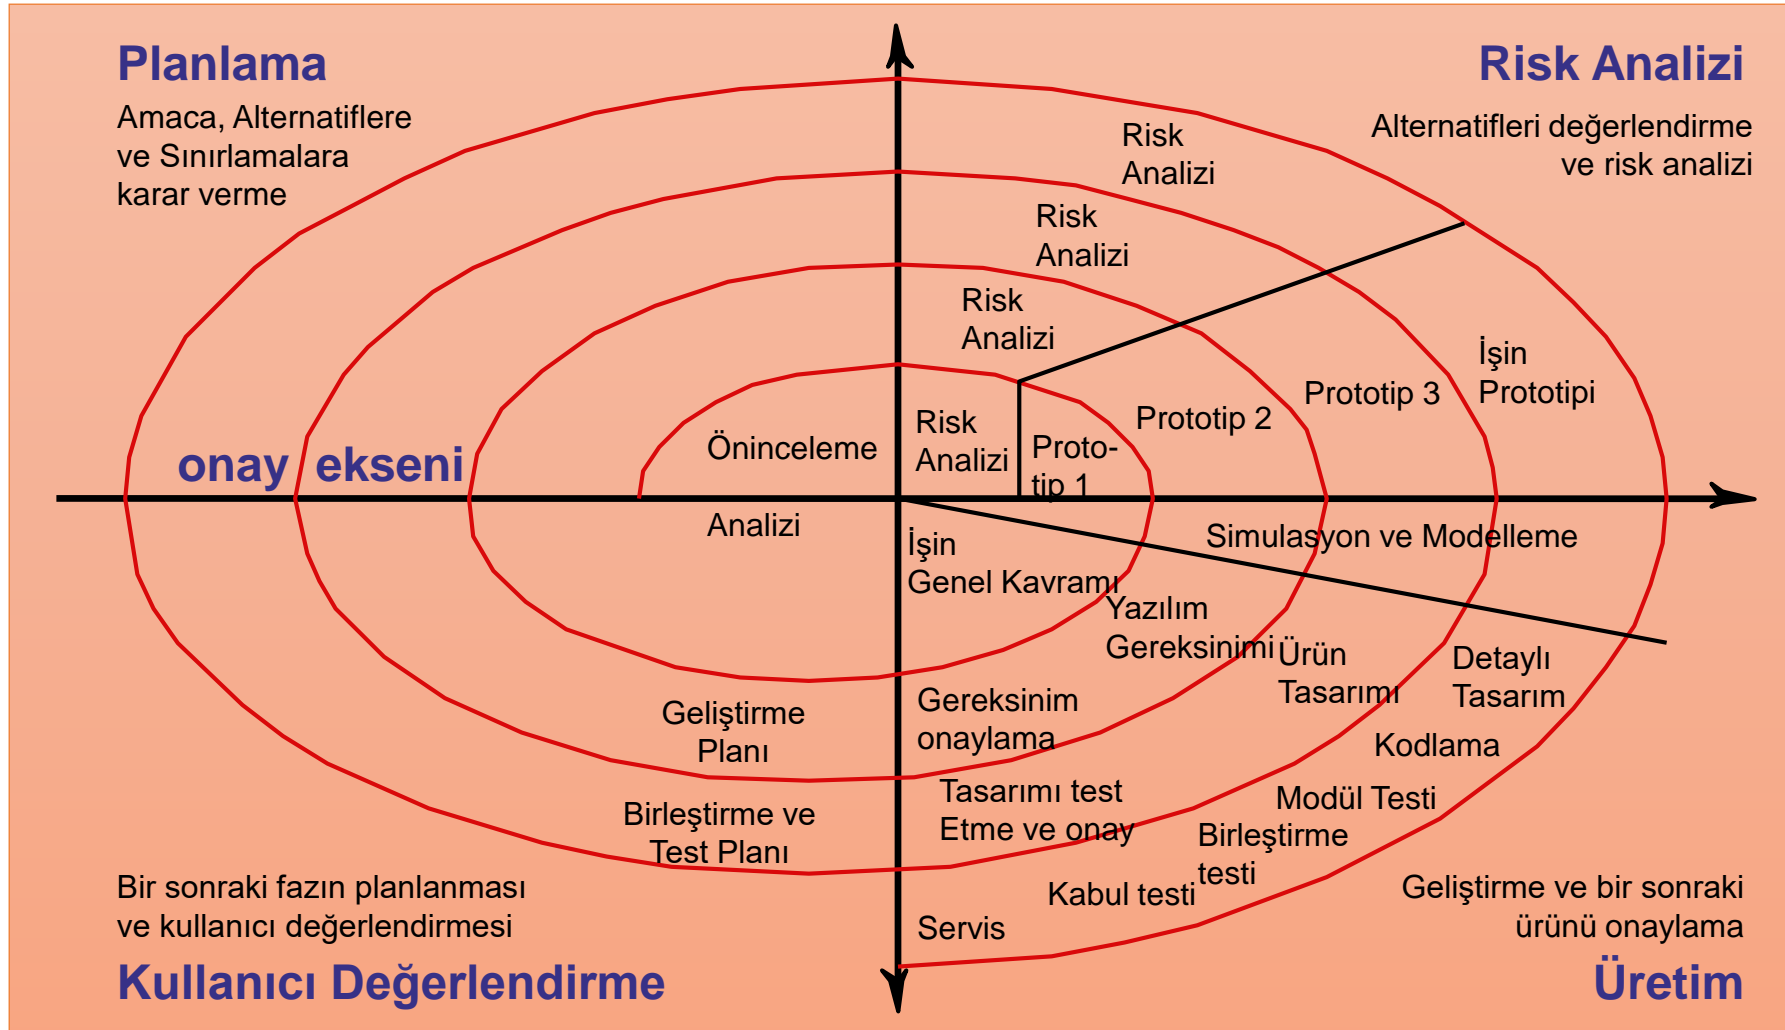 Planlama
Amaca, Alternatiflere
ve Sınırlamalara
karar verme
Risk Analizi
Alternatifleri değerlendirme
ve risk analizi
Risk
Analizi
Risk
Analizi
Risk
Analizi
Risk
Analizi
Proto-
tip 1
Prototip 2
Prototip 3
İşin
Prototipi
onay ekseni
Öninceleme
Analizi
İşin
Genel Kavramı
Simulasyon ve Modelleme
Yazılım
Gereksinimi
Ürün
Tasarımı
Detaylı
Tasarım
Geliştirme
Planı
Gereksinim
onaylama
Kodlama
Birleştirme ve
Test Planı
Tasarımı test
Etme ve onay
Modül Testi
Birleştirme
testi
Kabul testi
Servis
Bir sonraki fazın planlanması
ve kullanıcı değerlendirmesi
Kullanıcı Değerlendirme
Geliştirme ve bir sonraki
ürünü onaylama
Üretim